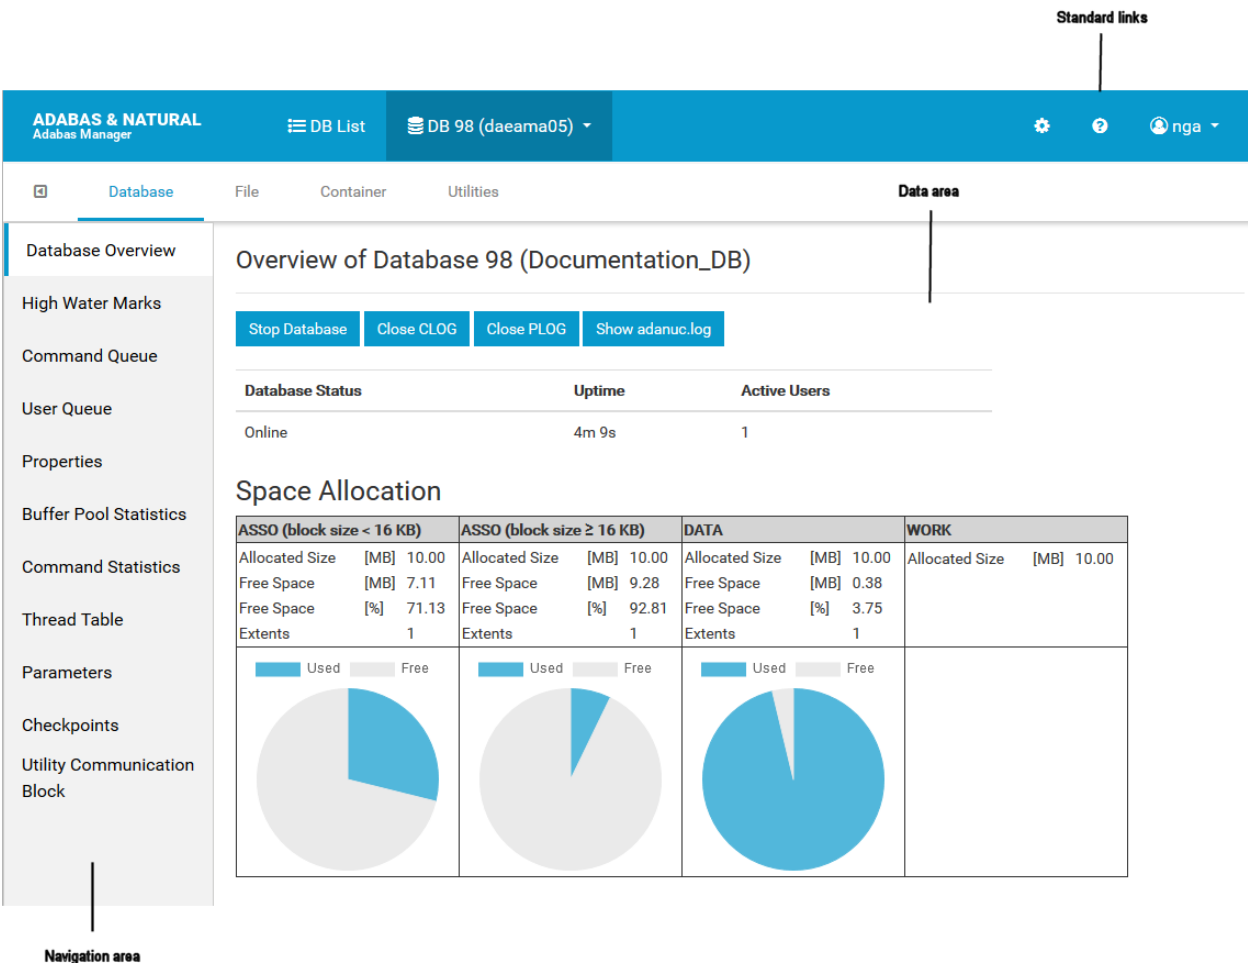 Standard links
ADABAS & NATURAL
Adabas Manager
DB List
DB 98 (daeama05)
nga
Database
File
Container
Utilities
Data area
Database Overview
High Water Marks
Command Queue
User Queue
Properties
Buffer Pool Statistics
Command Statistics
Thread Table
Parameters
Checkpoints
Utility Communication
Block
Navigation area
Overview of Database 98 (Documentation_DB)
Stop Database Close CLOG Close PLOG Show adanuc.log
Database Status Uptime Active Users
Online 4m 9s 1
Space Allocation
ASSO (block size < 16 KB) ASSO (block size ≥ 16 KB) DATA WORK
Allocated Size [MB] 10.00 Allocated Size [MB] 10.00 Allocated Size [MB] 10.00 Allocated Size [MB] 10.00
Free Space [MB] 7.11 Free Space [MB] 9.28 Free Space [MB] 0.38
Free Space [%] 71.13 Free Space [%] 92.81 Free Space [%] 3.75
Extents 1 Extents 1 Extents 1
Used Free Used Free Used Free